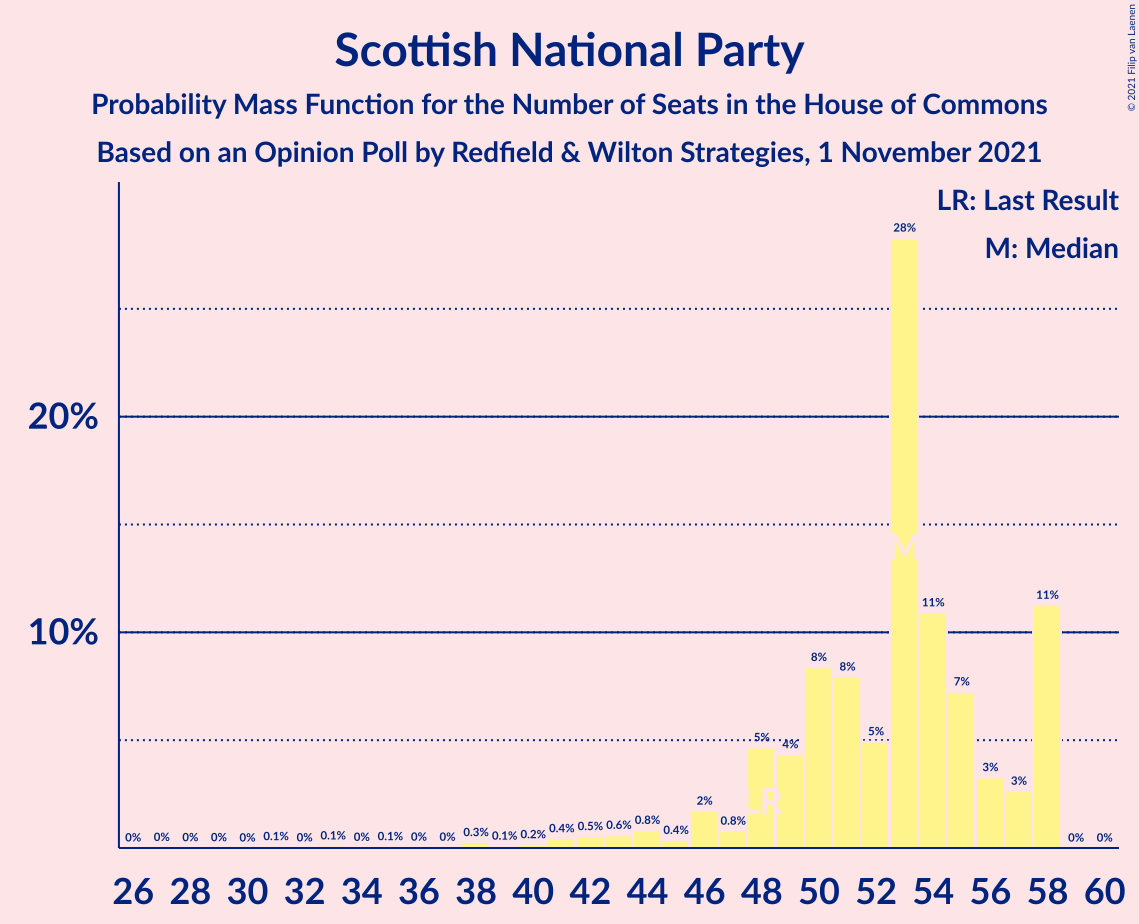 Scottish National Party
Probability Mass Function for the Number of Seats in the House of Commons
Based on an Opinion Poll by Redfield & Wilton Strategies, 1 November 2021
© 2021 Filip van Laenen
LR: Last Result
M: Median
20%
10%
0% 0% 0% 0% 0% 0.1% 0% 0.1% 0% 0.1% 0% 0% 0.3% 0.1% 0.2% 0.4% 0.5% 0.6% 0.8% 0.4% 2% 0.8% 5% 4% 8% 8% 5% 28% 11% 7% 3% 3% 11% 0% 0%
LR
M
26 28 30 32 34 36 38 40 42 44 46 48 50 52 54 56 58 60